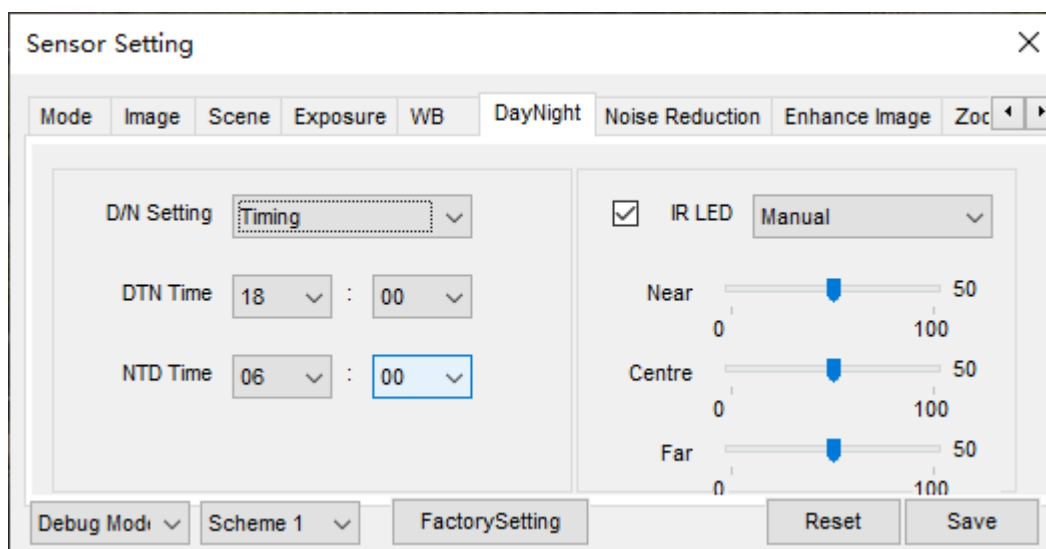 Sensor Setting
Mode Image Scene Exposure WB DayNight Noise Reduction Enhance Image
D/N Setting Timing IR LED Manual
DTN Time 18 : 00 Near 50
0 100
NTD Time 06 : 00 Centre 50
0 100
Far 50
0 100
Debug Scheme 1 FactorySetting Reset Save